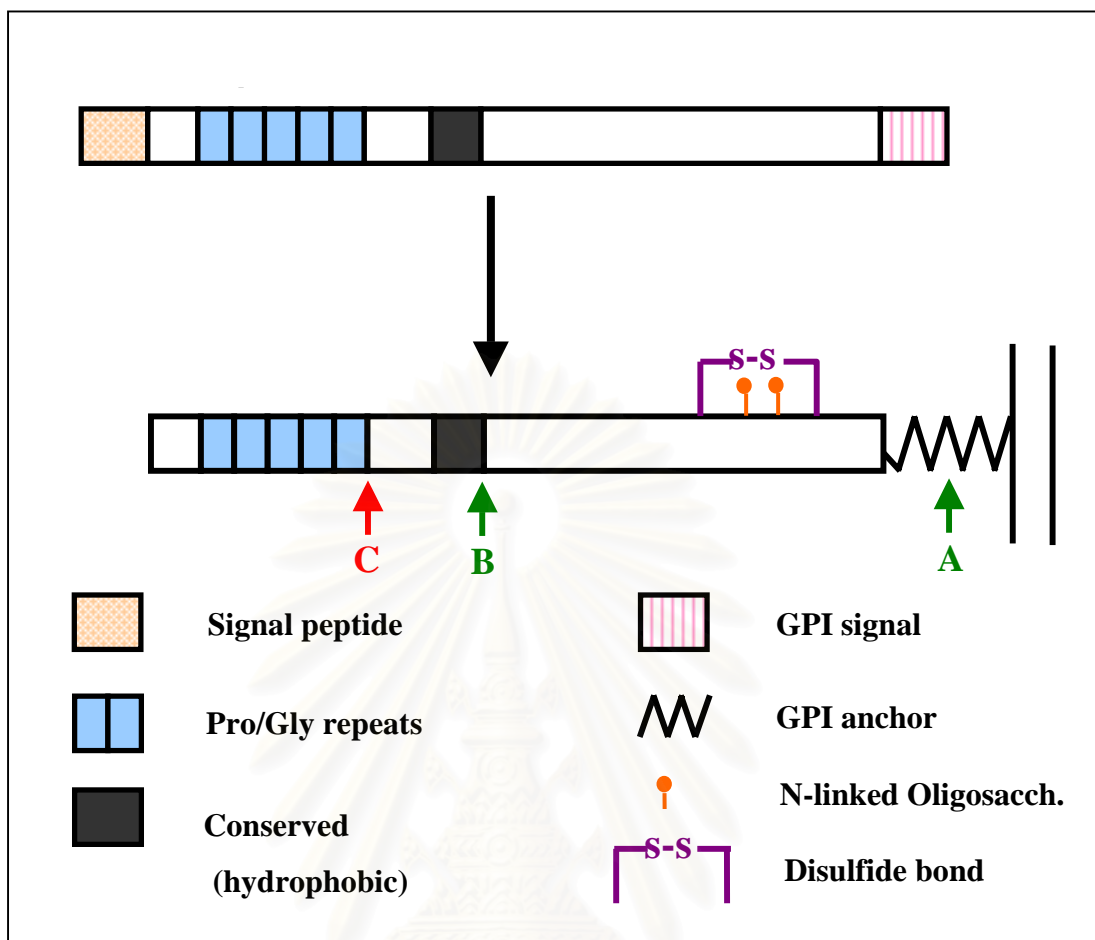 S-S
C
B
A
Signal peptide
GPI signal
Pro/Gly repeats
GPI anchor
Conserved
(hydrophobic)
N-linked Oligosacch.
S-S
Disulfide bond